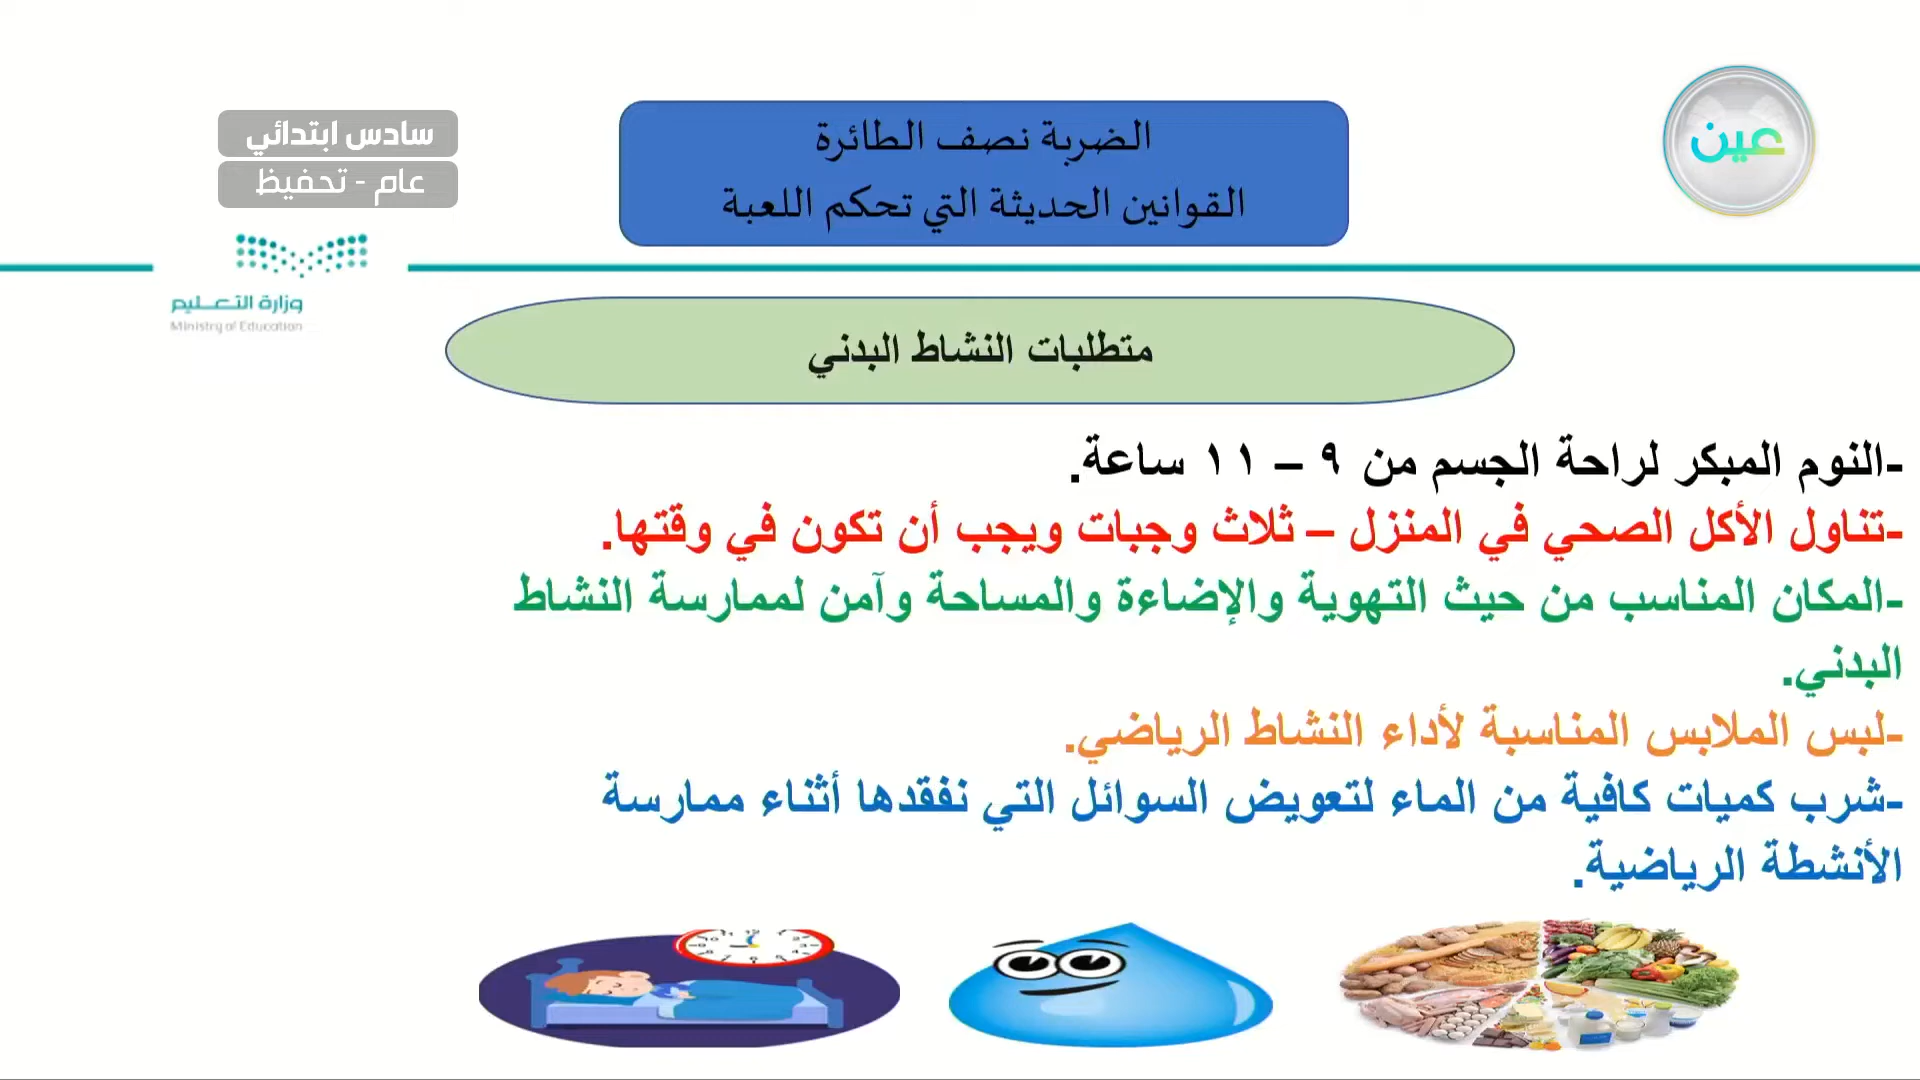 عين
سادس ابتدائي
عام - تحفيظ
الضربة نصف الطائرة
القوانين الحديثة التي تحكم اللعبة
وزارة التعليم
Ministry of Education
متطلبات النشاط البدني
-النوم المبكر لراحة الجسم من ٩ – ١١ ساعة.
-تناول الأكل الصحي في المنزل – ثلاث وجبات ويجب أن تكون في وقتها.
-المكان المناسب من حيث التهوية والإضاءة والمساحة وآمن لممارسة النشاط
البدني.
-لبس الملابس المناسبة لأداء النشاط الرياضي.
-شرب كميات كافية من الماء لتعويض السوائل التي نفقدها أثناء ممارسة
الأنشطة الرياضية.